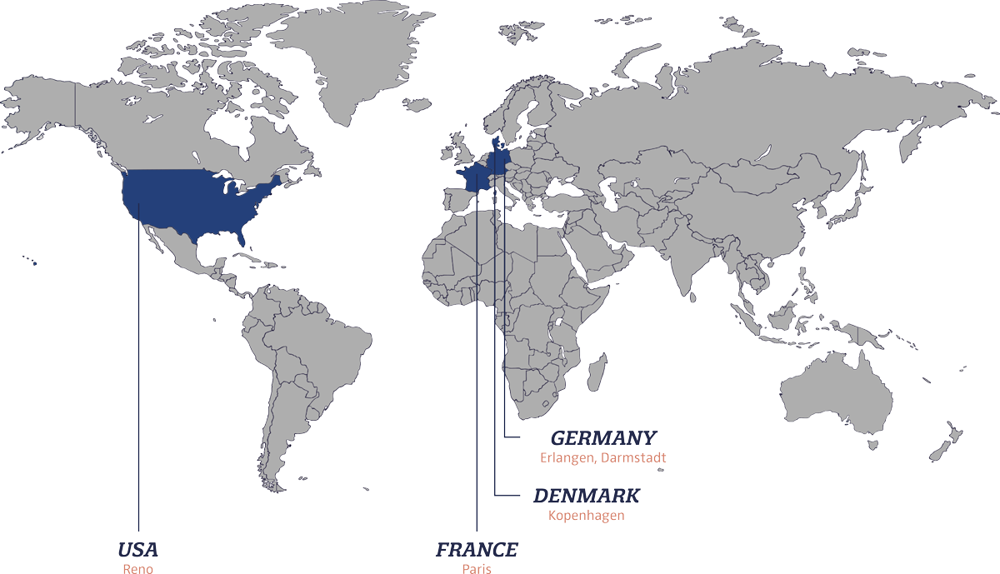 GERMANY
Erlangen, Darmstadt
DENMARK
Kopenhagen
USA
Reno
FRANCE
Paris